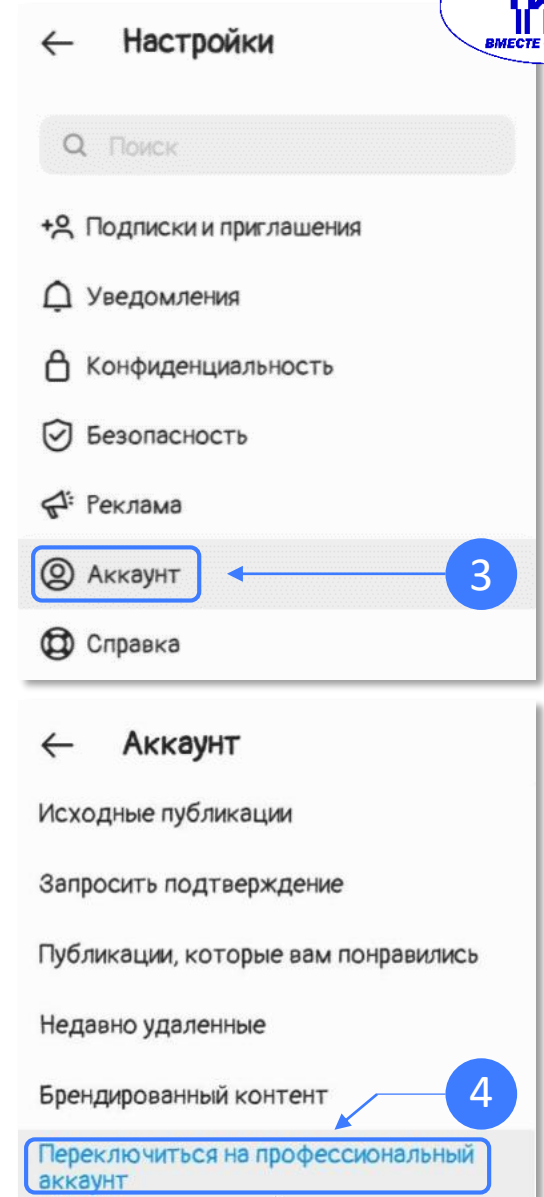 Настройки
ВМЕСТЕ
Поиск
Подписки и приглашения
Уведомления
Конфиденциальность
Безопасность
Реклама
Аккаунт
3
Справка
Аккаунт
Исходные публикации
Запросить подтверждение
Публикации, которые вам понравились
Недавно удаленные
Брендированный контент
4
Переключиться на профессиональный
аккаунт